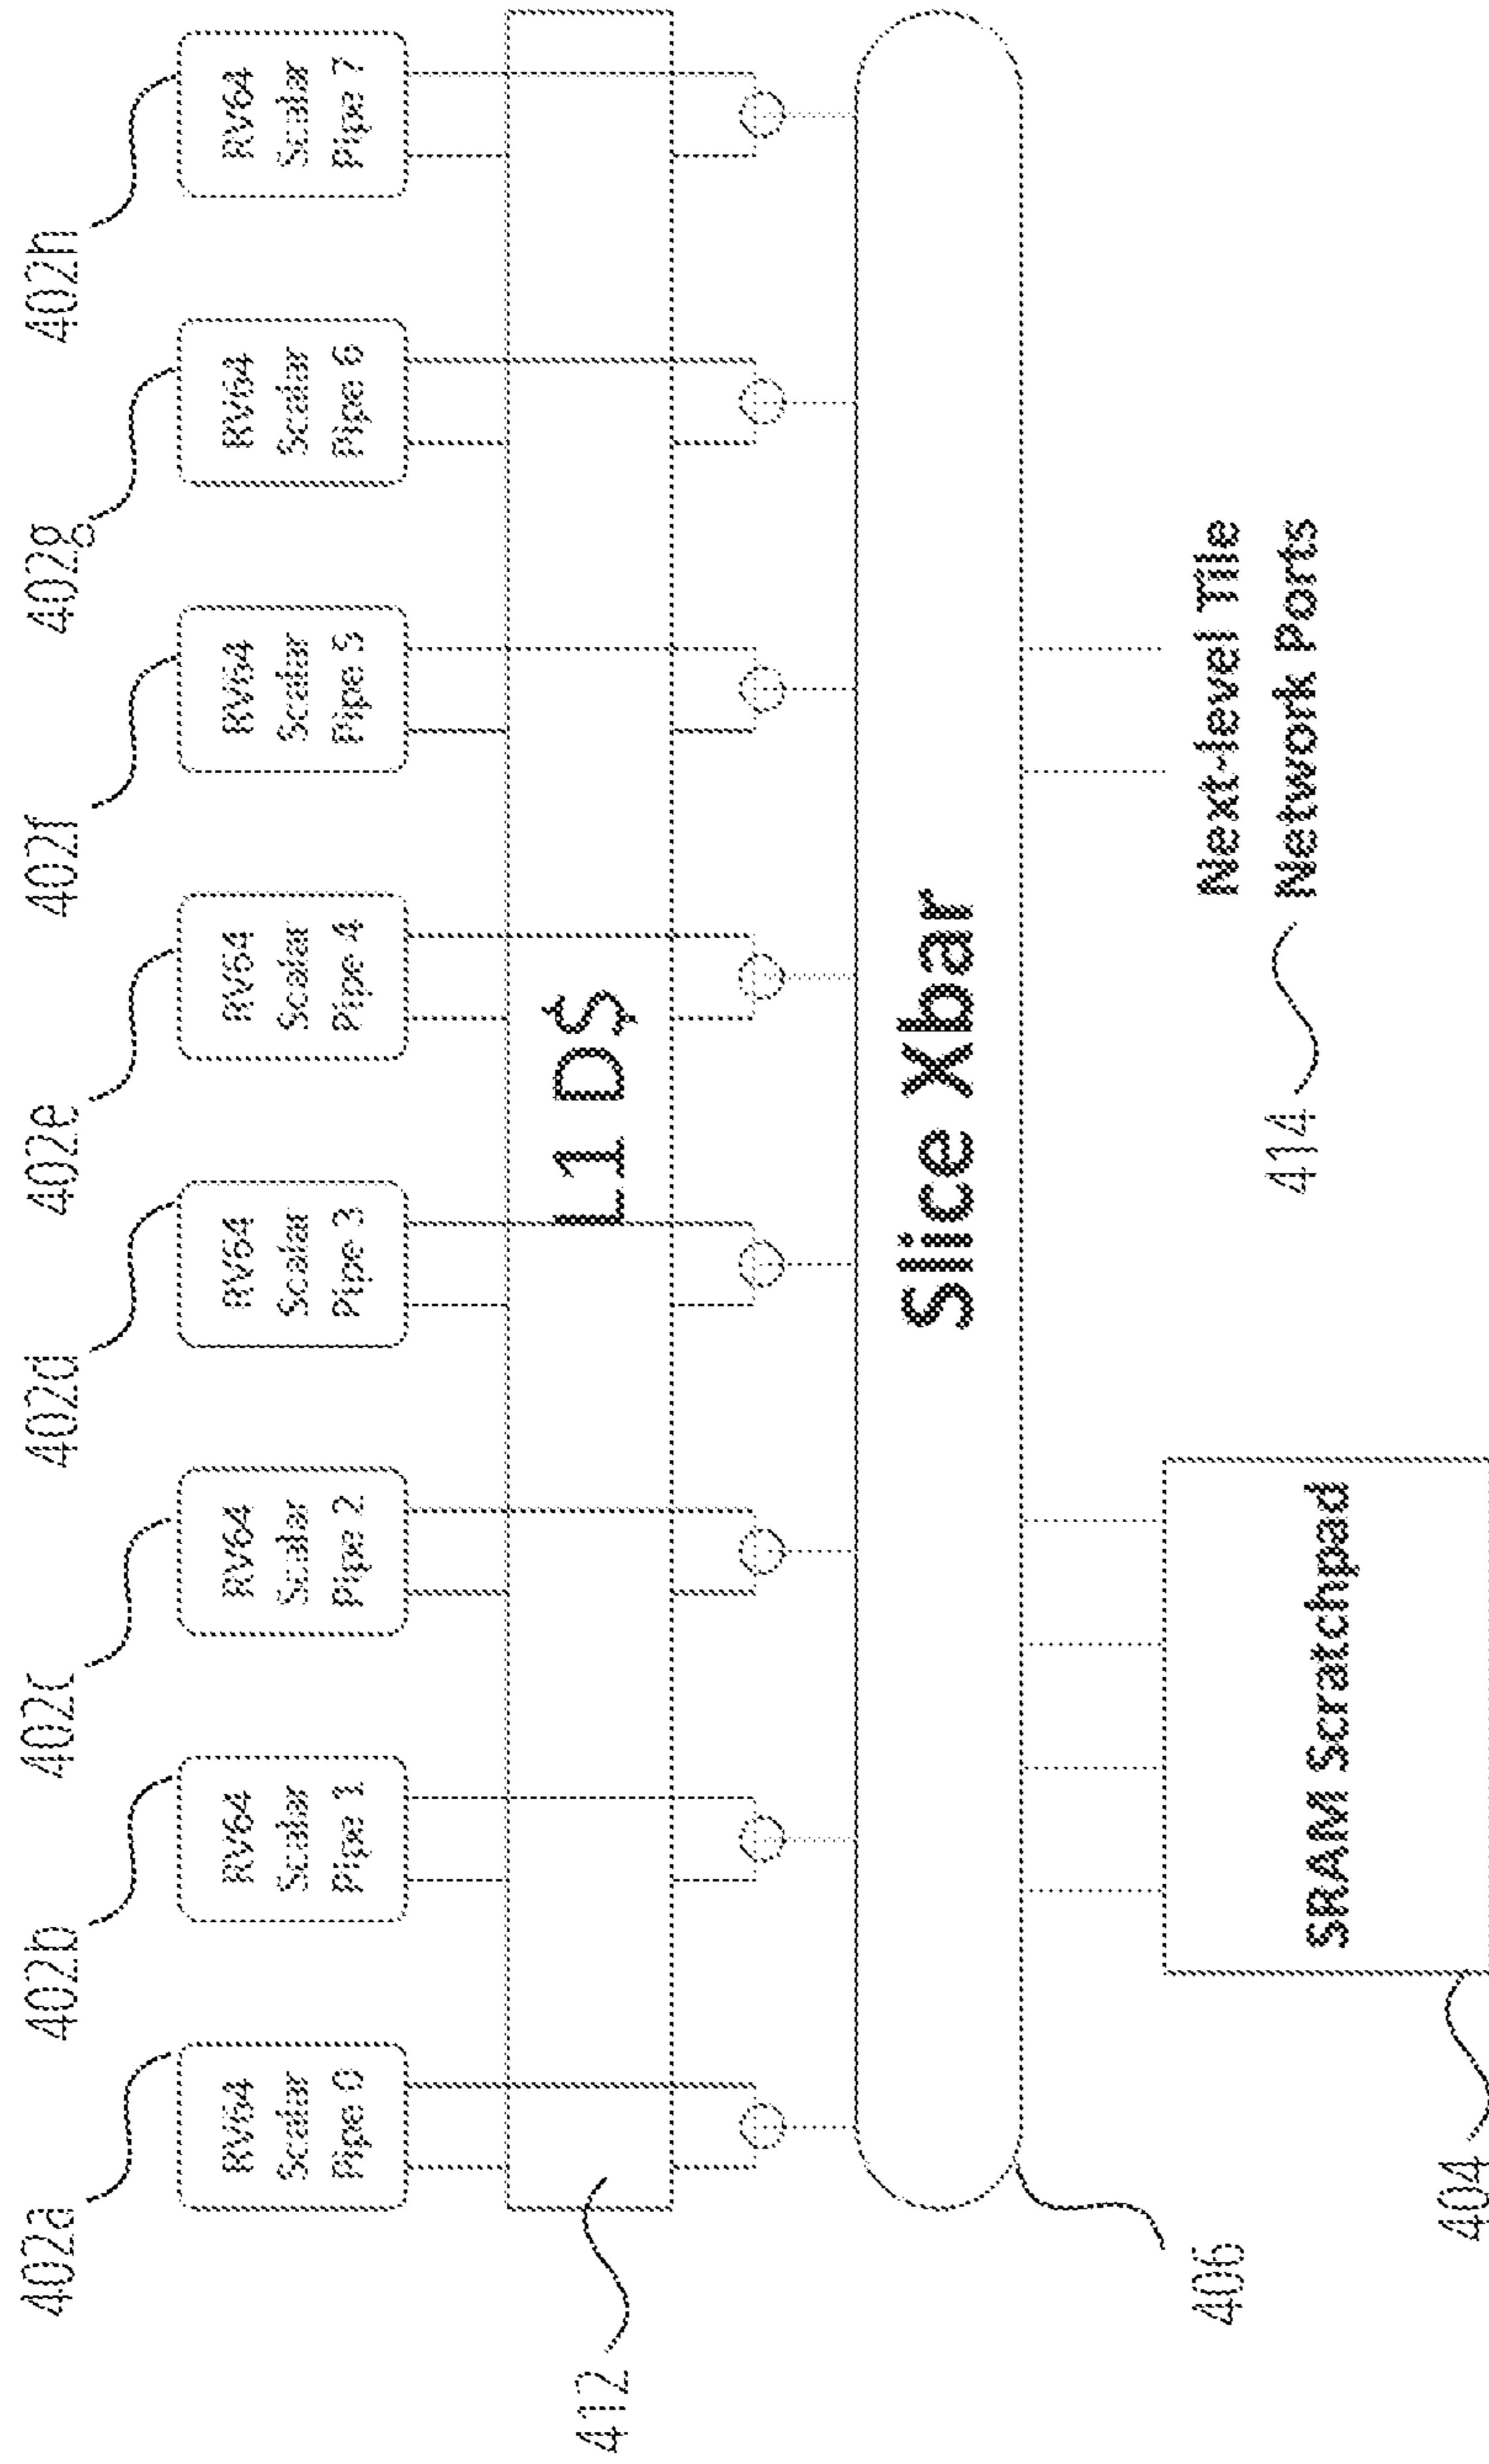 402a
402b
402c
402d
402e
402f
402g
402h
RV64
Scalar
Pipe 0
RV64
Scalar
Pipe 1
RV64
Scalar
Pipe 2
RV64
Scalar
Pipe 3
RV64
Scalar
Pipe 4
RV64
Scalar
Pipe 5
RV64
Scalar
Pipe 6
RV64
Scalar
Pipe 7
412
L1 D$
Slice Xbar
406
SRAM Scratchpad
404
Next-level Tile
Network Ports
414